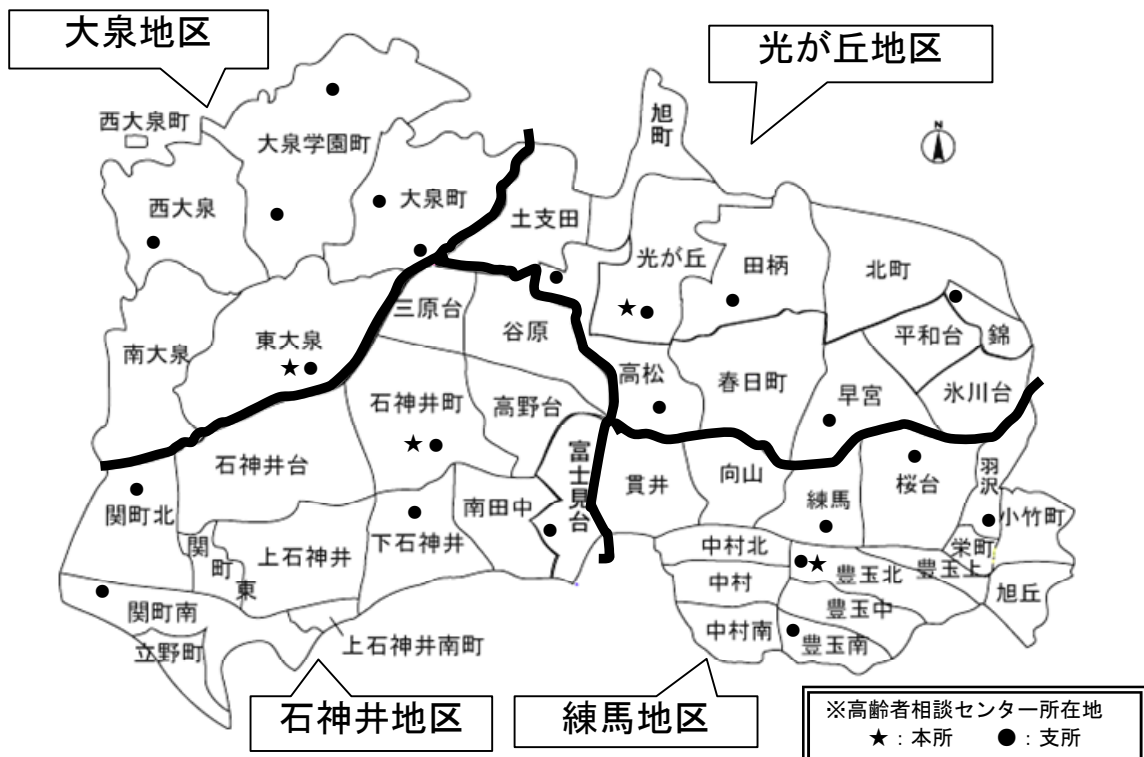 大泉地区
光が丘地区
旭町
N
西大泉町
大泉学園町
西大泉
大泉町
土支田
光が丘
田柄
北町
三原台
谷原
平和台
錦
南大泉
東大泉
★●
高松
春日町
早宮
氷川台
石神井町
高野台
★●
石神井台
富士見台
貫井
向山
練馬
桜台
羽沢
小竹町
関町北
関町東
上石神井
下石神井
南田中
栄町
中村北
★
豊玉北
豊玉上
旭丘
中村
豊玉中
関町南
中村南
豊玉南
立野町
上石神井南町
石神井地区
練馬地区
※高齢者相談センター所在地
★：本所 ●：支所